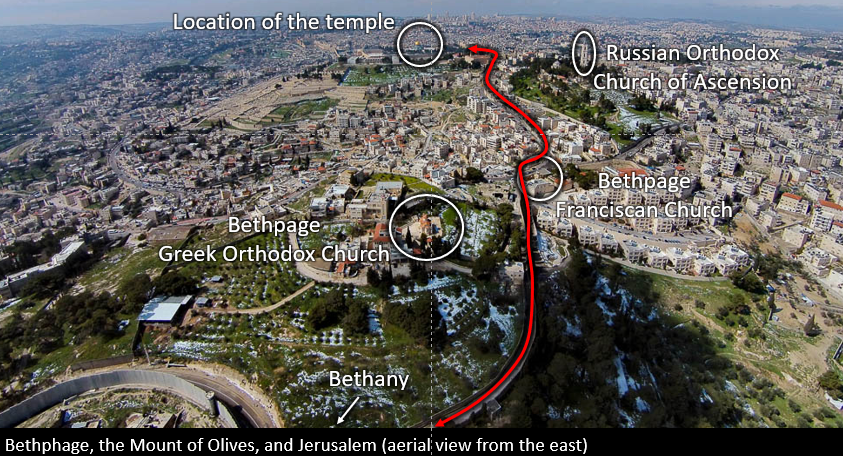 Location of the temple
Russian Orthodox
Church of Ascension
Bethpage
Franciscan Church
Bethpage
Greek Orthodox Church
Bethany
Bethphage, the Mount of Olives, and Jerusalem (aerial view from the east)